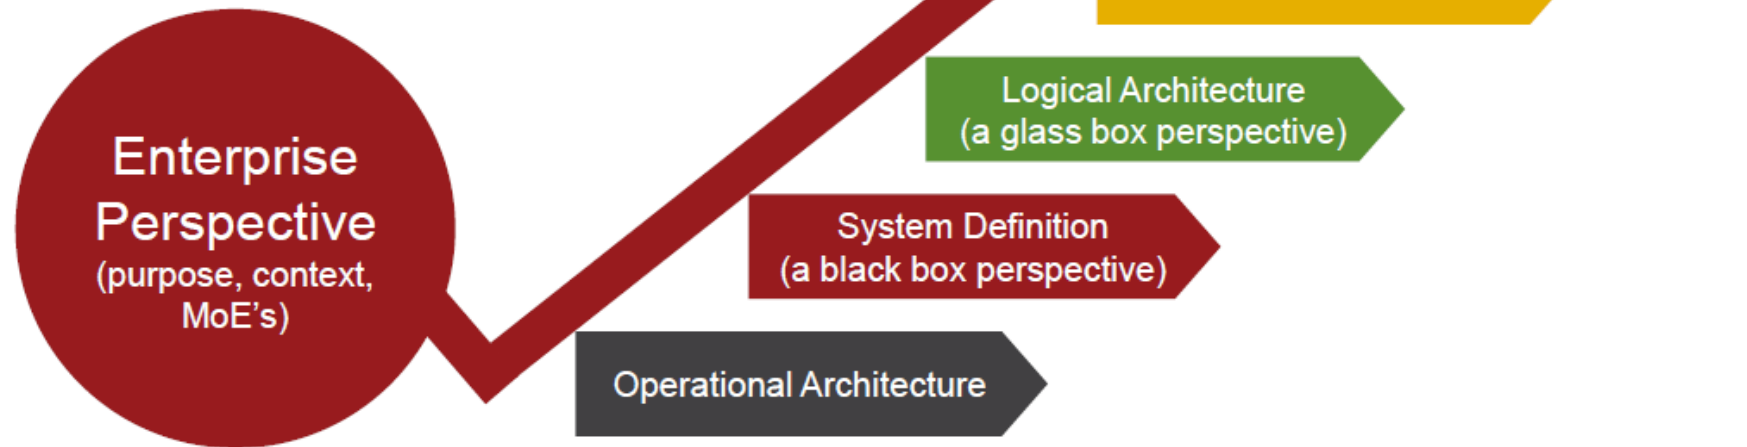 Enterprise
Perspective
(purpose, context,
MoE's)
Logical Architecture
(a glass box perspective)
System Definition
(a black box perspective)
Operational Architecture